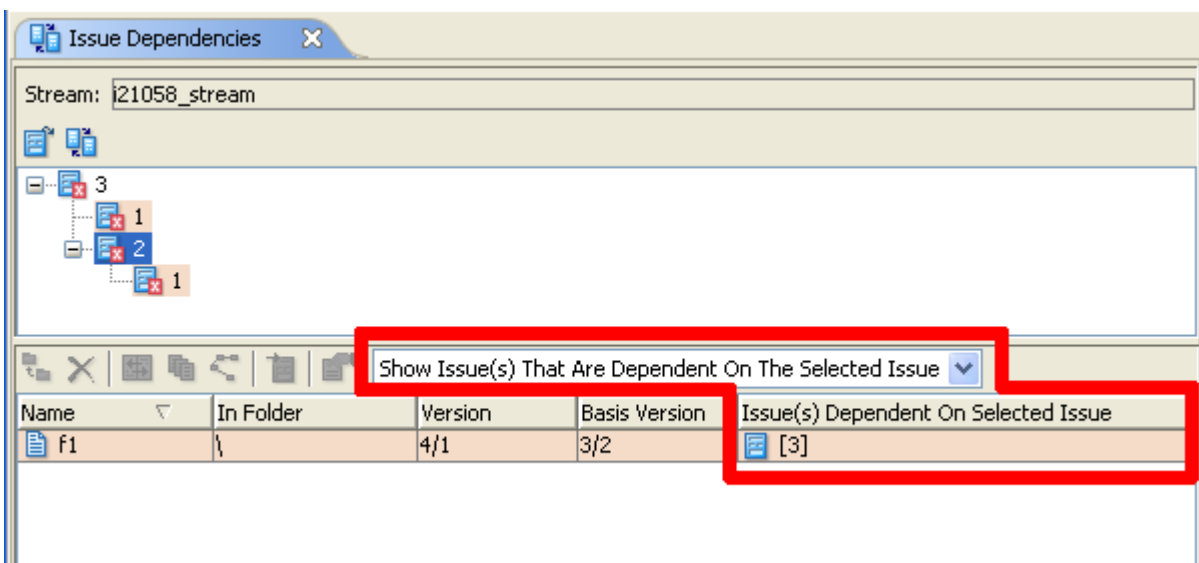 Issue Dependencies
Stream: i21058_stream
3
1
2
1
Show Issue(s) That Are Dependent On The Selected Issue
Name In Folder Version Basis Version Issue(s) Dependent On Selected Issue
f1 \ 4/1 3/2 [3]